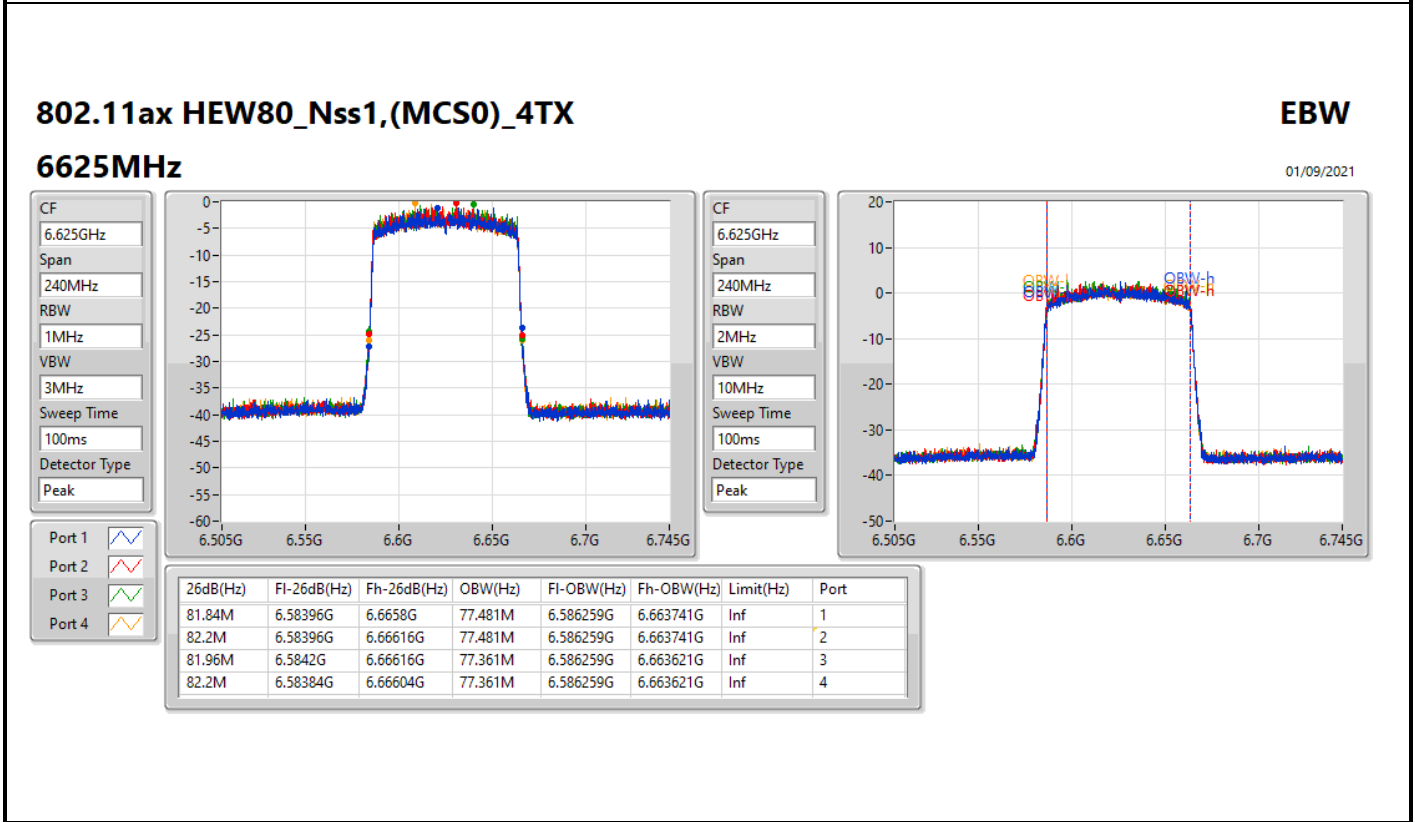 802.11ax HEW80_Nss1,(MCS0)_4TX EBW
6625MHz 01/09/2021
CF
6.625GHz
Span
240MHz
RBW
1MHz
VBW
3MHz
Sweep Time
100ms
Detector Type
Peak
0
-5
-10
-15
-20
-25
-30
-35
-40
-45
-50
-55
-60
6.505G 6.55G 6.6G 6.65G 6.7G 6.745G
CF
6.625GHz
Span
240MHz
RBW
2MHz
VBW
10MHz
Sweep Time
100ms
Detector Type
Peak
20
10
0
-10
-20
-30
-40
-50
OBW-h
OBW-h
6.505G 6.55G 6.6G 6.65G 6.7G 6.745G
Port 1
Port 2
Port 3
Port 4
26dB(Hz) Fl-26dB(Hz) Fh-26dB(Hz) OBW(Hz) Fl-OBW(Hz) Fh-OBW(Hz) Limit(Hz) Port
81.84M 6.58396G 6.6658G 77.481M 6.586259G 6.663741G Inf 1
82.2M 6.58396G 6.66616G 77.481M 6.586259G 6.663741G Inf 2
81.96M 6.5842G 6.66616G 77.361M 6.586259G 6.663621G Inf 3
82.2M 6.58384G 6.66604G 77.361M 6.586259G 6.663621G Inf 4